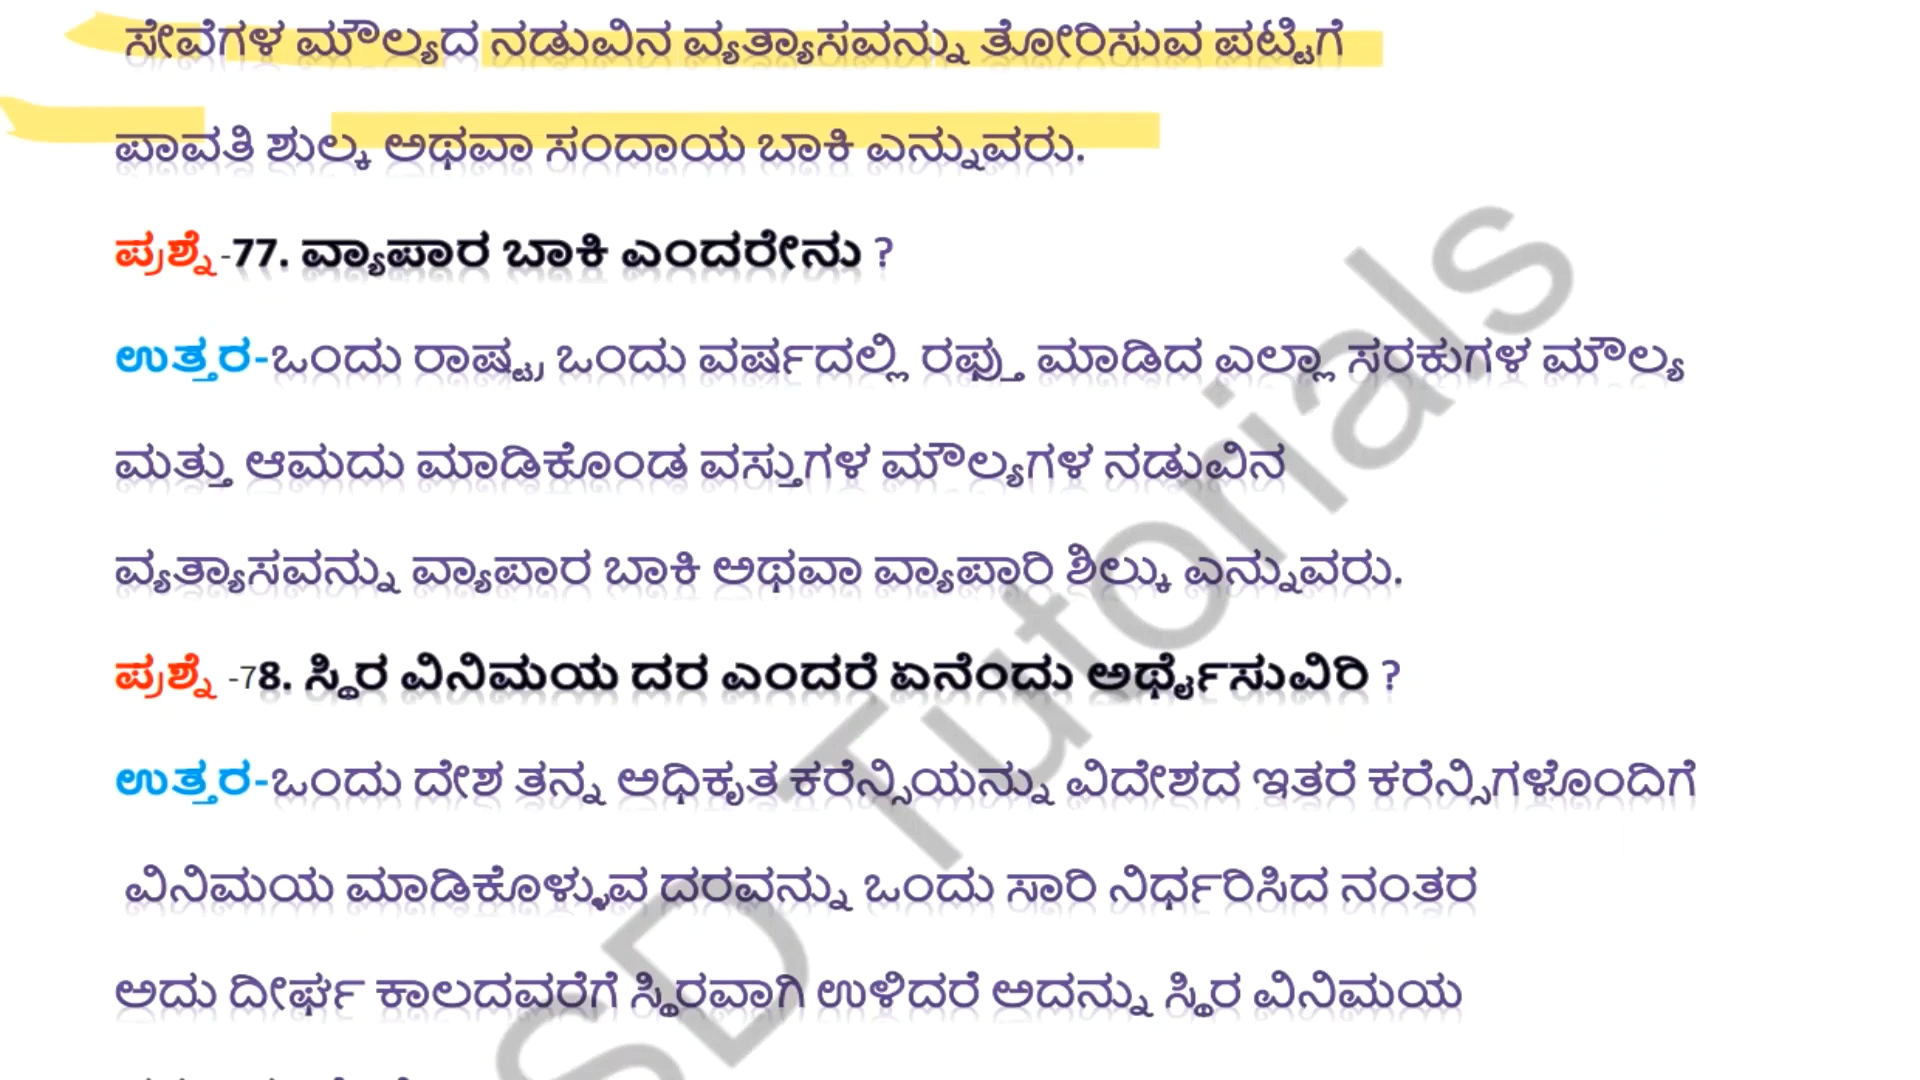 ಸೇವೆಗಳ ಮೌಲ್ಯದ ನಡುವಿನ ವ್ಯತ್ಯಾಸವನ್ನು ತೋರಿಸುವ ಪಟ್ಟಿಗೆ
ಪಾವತಿ ಶುಲ್ಕ ಅಥವಾ ಸಂದಾಯ ಬಾಕಿ ಎನ್ನುವರು.
ಪ್ರಶ್ನೆ -77. ವ್ಯಾಪಾರ ಬಾಕಿ ಎಂದರೇನು ?
ಉತ್ತರ-ಒಂದು ರಾಷ್ಟ್ರ ಒಂದು ವರ್ಷದಲ್ಲಿ ರಫ್ತು ಮಾಡಿದ ಎಲ್ಲಾ ಸರಕುಗಳ ಮೌಲ್ಯ
ಮತ್ತು ಆಮದು ಮಾಡಿಕೊಂಡ ವಸ್ತುಗಳ ಮೌಲ್ಯಗಳ ನಡುವಿನ
ವ್ಯತ್ಯಾಸವನ್ನು ವ್ಯಾಪಾರ ಬಾಕಿ ಅಥವಾ ವ್ಯಾಪಾರಿ ಶಿಲ್ಕು ಎನ್ನುವರು.
ಪ್ರಶ್ನೆ -78. ಸ್ಥಿರ ವಿನಿಮಯ ದರ ಎಂದರೆ ಏನೆಂದು ಅರ್ಥೈಸುವಿರಿ ?
ಉತ್ತರ-ಒಂದು ದೇಶ ತನ್ನ ಅಧಿಕೃತ ಕರೆನ್ಸಿಯನ್ನು ವಿದೇಶದ ಇತರೆ ಕರೆನ್ಸಿಗಳೊಂದಿಗೆ
ವಿನಿಮಯ ಮಾಡಿಕೊಳ್ಳುವ ದರವನ್ನು ಒಂದು ಸಾರಿ ನಿರ್ಧರಿಸಿದ ನಂತರ
ಅದು ದೀರ್ಘ ಕಾಲದವರೆಗೆ ಸ್ಥಿರವಾಗಿ ಉಳಿದರೆ ಅದನ್ನು ಸ್ಥಿರ ವಿನಿಮಯ
SD Tutorials